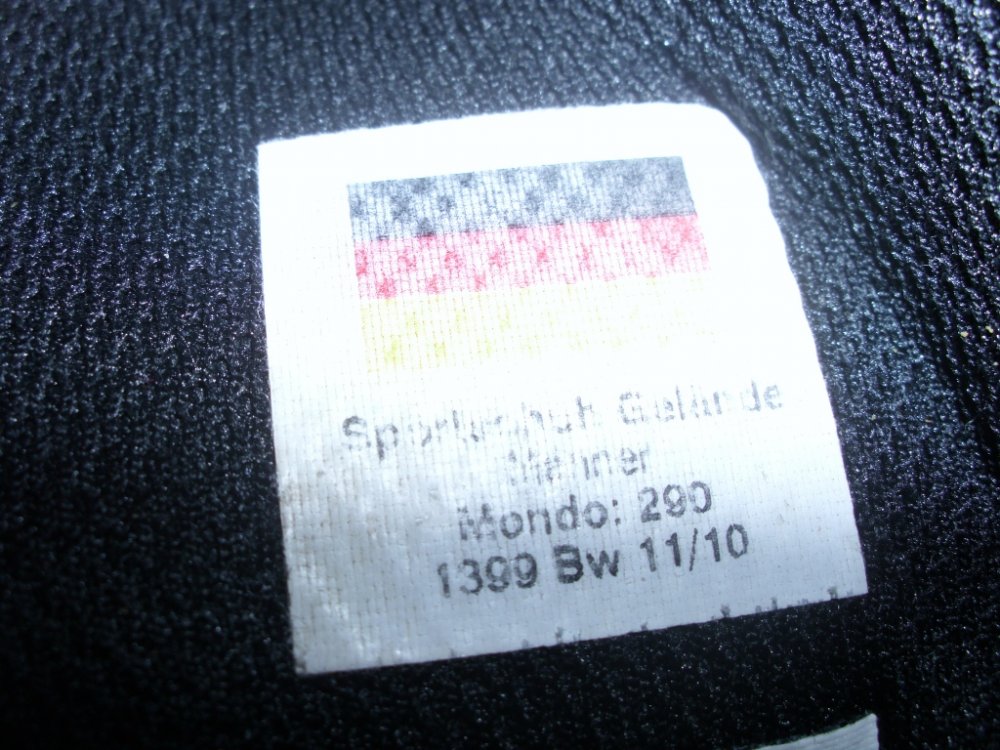 Sportschuh Gelände
Männer
Mondo: 290
1399 Bw 11/10